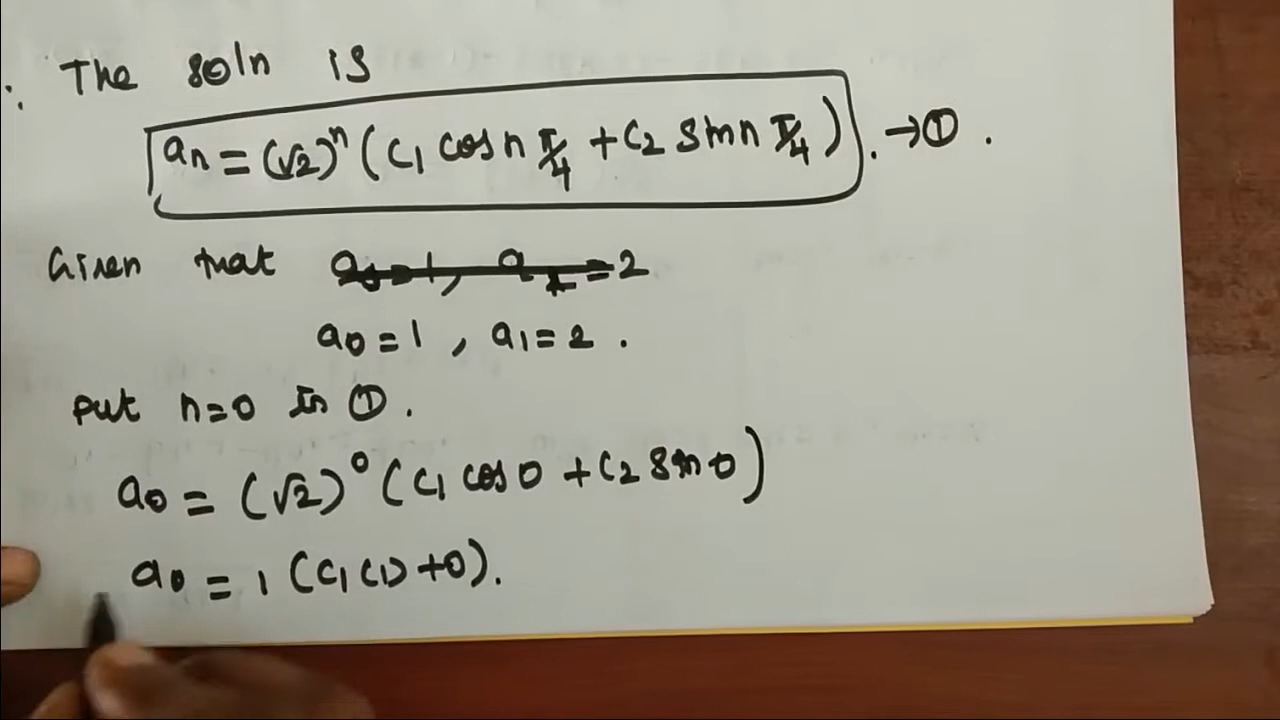 ∴ The soln is
aₙ = (√2)ⁿ (C₁ cos n π/4 + C₂ sin n π/4). → ①.
Given that a₀=1, a₁=2
a₀ = 1, a₁ = 2.
Put n=0 in ①.
a₀ = (√2)⁰ (C₁ cos 0 + C₂ sin 0)
a₀ = 1 (C₁ (1) + 0).